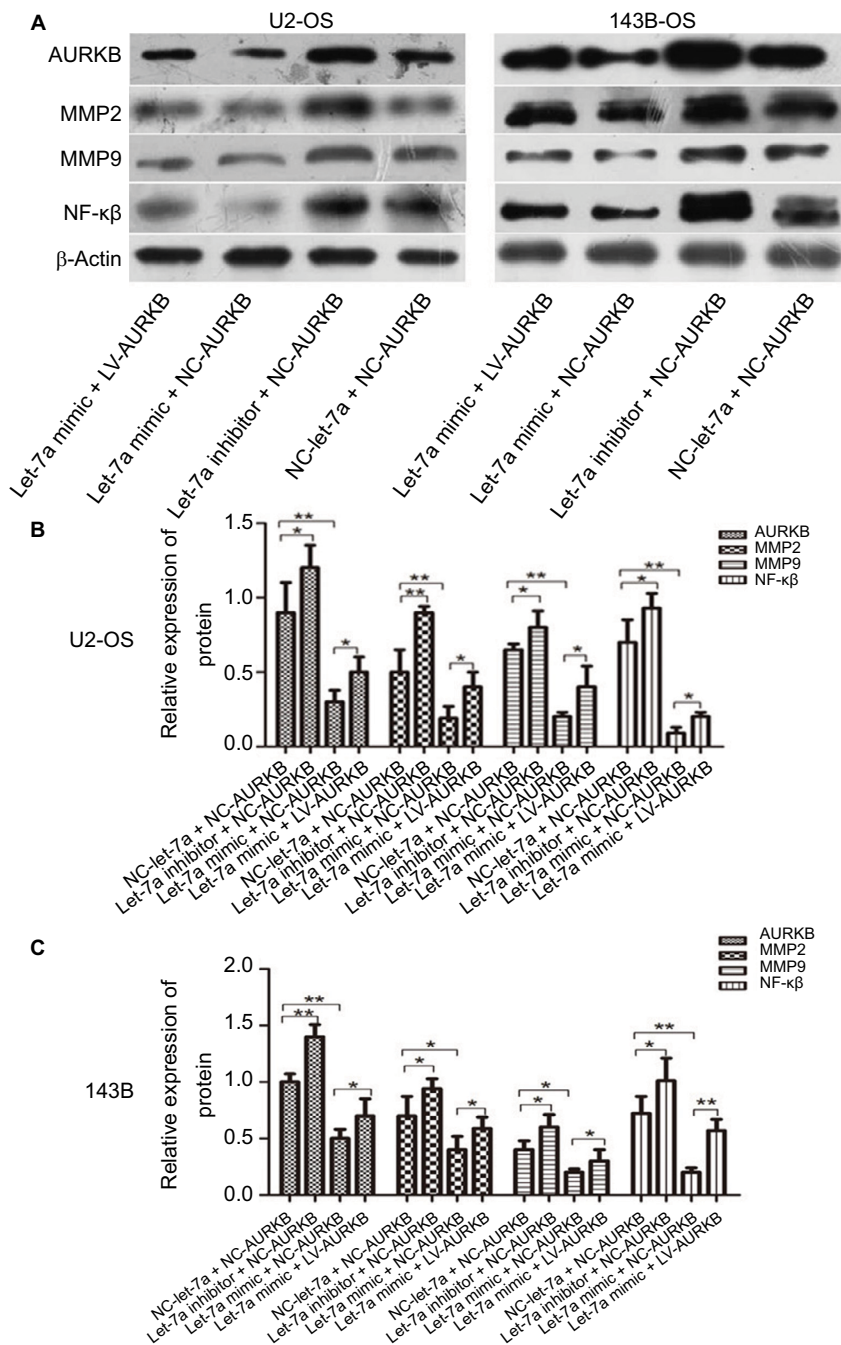 A
U2-OS
143B-OS
AURKB
MMP2
MMP9
NF-κβ
β-Actin
Let-7a mimic + LV-AURKB
Let-7a mimic + NC-AURKB
Let-7a inhibitor + NC-AURKB
NC-let-7a + NC-AURKB
Let-7a mimic + LV-AURKB
Let-7a mimic + NC-AURKB
Let-7a inhibitor + NC-AURKB
NC-let-7a + NC-AURKB
B
U2-OS
Relative expression of
protein
1.5
1.0
0.5
0.0
**
*
*
**
**
*
**
*
*
**
*
*
AURKB
MMP2
MMP9
NF-κβ
NC-let-7a + NC-AURKB
Let-7a inhibitor + NC-AURKB
Let-7a mimic + NC-AURKB
Let-7a mimic + LV-AURKB
NC-let-7a + NC-AURKB
Let-7a inhibitor + NC-AURKB
Let-7a mimic + NC-AURKB
Let-7a mimic + LV-AURKB
NC-let-7a + NC-AURKB
Let-7a inhibitor + NC-AURKB
Let-7a mimic + NC-AURKB
Let-7a mimic + LV-AURKB
NC-let-7a + NC-AURKB
Let-7a inhibitor + NC-AURKB
Let-7a mimic + NC-AURKB
Let-7a mimic + LV-AURKB
C
143B
Relative expression of
protein
2.0
1.5
1.0
0.5
0.0
**
**
*
*
*
*
*
*
*
**
*
**
AURKB
MMP2
MMP9
NF-κβ
NC-let-7a + NC-AURKB
Let-7a inhibitor + NC-AURKB
Let-7a mimic + NC-AURKB
Let-7a mimic + LV-AURKB
NC-let-7a + NC-AURKB
Let-7a inhibitor + NC-AURKB
Let-7a mimic + NC-AURKB
Let-7a mimic + LV-AURKB
NC-let-7a + NC-AURKB
Let-7a inhibitor + NC-AURKB
Let-7a mimic + NC-AURKB
Let-7a mimic + LV-AURKB
NC-let-7a + NC-AURKB
Let-7a inhibitor + NC-AURKB
Let-7a mimic + NC-AURKB
Let-7a mimic + LV-AURKB